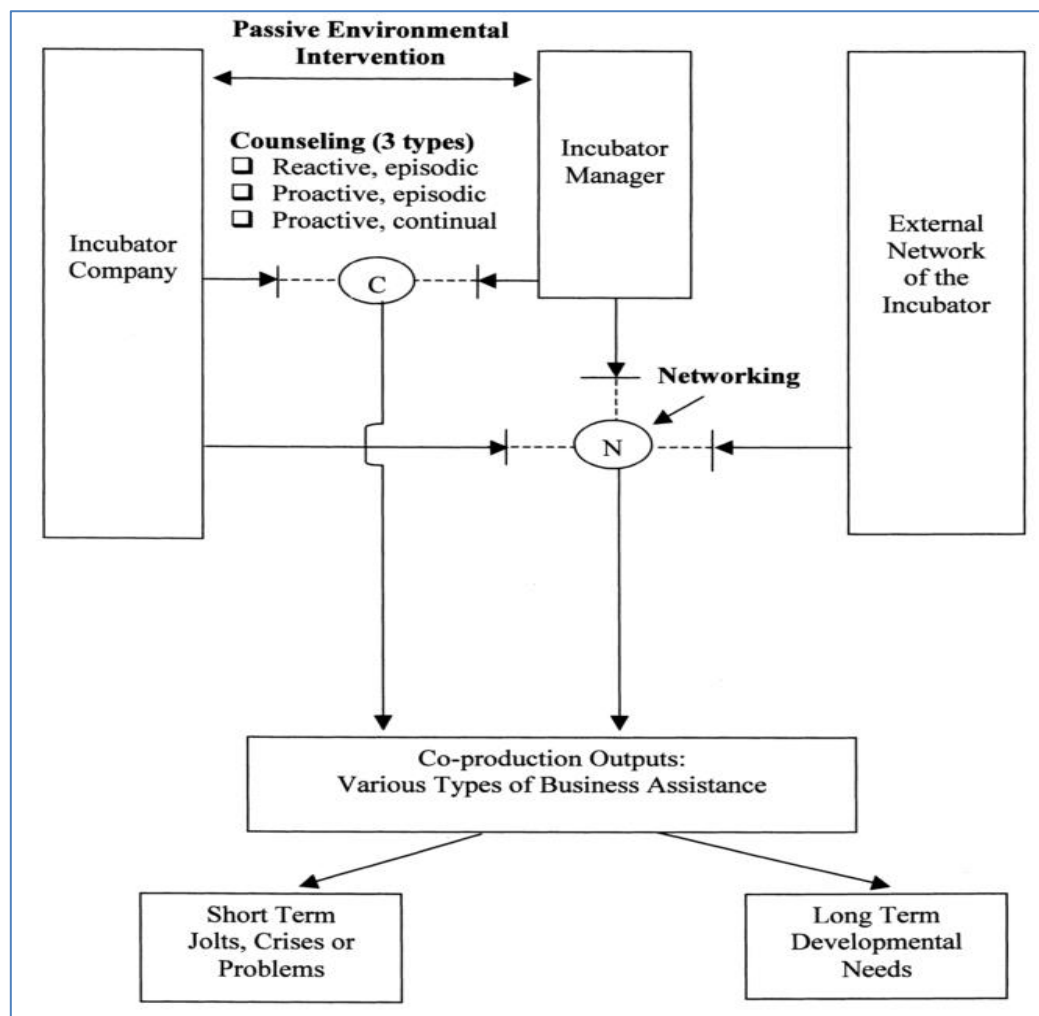 Passive Environmental
Intervention
Counseling (3 types)
❑ Reactive, episodic
❑ Proactive, episodic
❑ Proactive, continual
Incubator
Manager
Incubator
Company
External
Network
of the
Incubator
C
Networking
N
Co-production Outputs:
Various Types of Business Assistance
Short Term
Jolts, Crises or
Problems
Long Term
Developmental
Needs